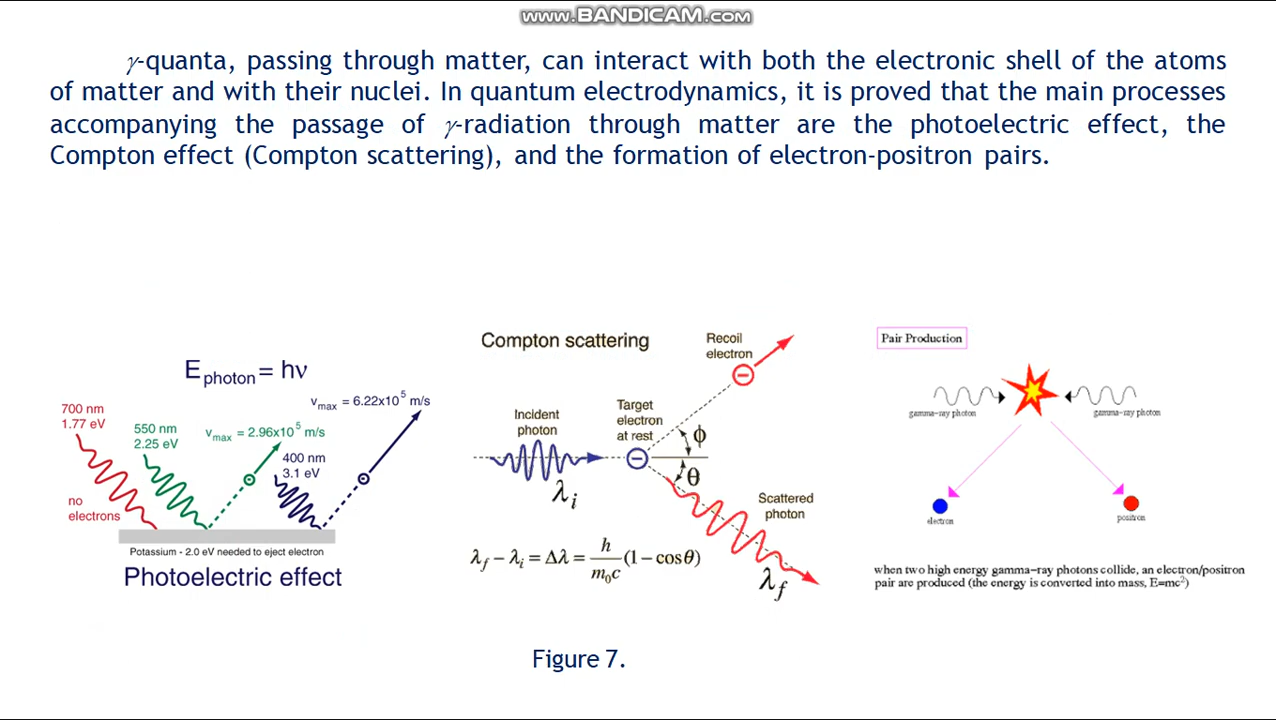 www.BANDICAM.com
γ-quanta, passing through matter, can interact with both the electronic shell of the atoms
of matter and with their nuclei. In quantum electrodynamics, it is proved that the main processes
accompanying the passage of γ-radiation through matter are the photoelectric effect, the
Compton effect (Compton scattering), and the formation of electron-positron pairs.
E photon = hν
700 nm
1.77 eV
no
electrons
550 nm
2.25 eV
v max = 2.96x10⁵ m/s
400 nm
3.1 eV
v max = 6.22x10⁵ m/s
Potassium - 2.0 eV needed to eject electron
Photoelectric effect
Compton scattering
Incident
photon
λi
Target
electron
at rest
Recoil
electron
ϕ
θ
Scattered
photon
λf
λf − λi = Δλ = h/m₀c (1− cosθ)
Pair Production
gamma-ray photon
gamma-ray photon
electron
positron
when two high energy gamma-ray photons collide, an electron/positron
pair are produced (the energy is converted into mass, E=mc²)
Figure 7.